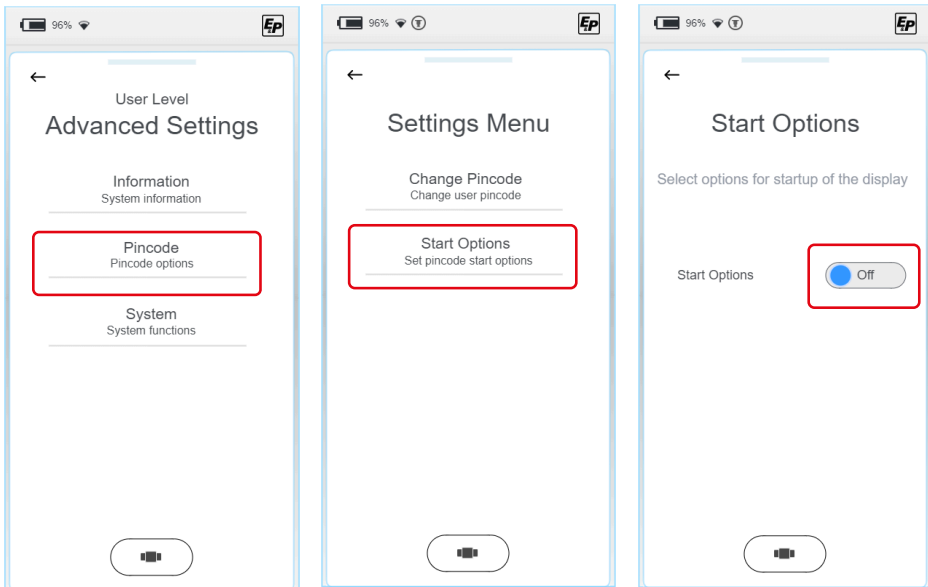 96%
EP
User Level
Advanced Settings
Information
System information
Pincode
Pincode options
System
System functions
96%
EP
Settings Menu
Change Pincode
Change user pincode
Start Options
Set pincode start options
96%
EP
Start Options
Select options for startup of the display
Start Options
Off